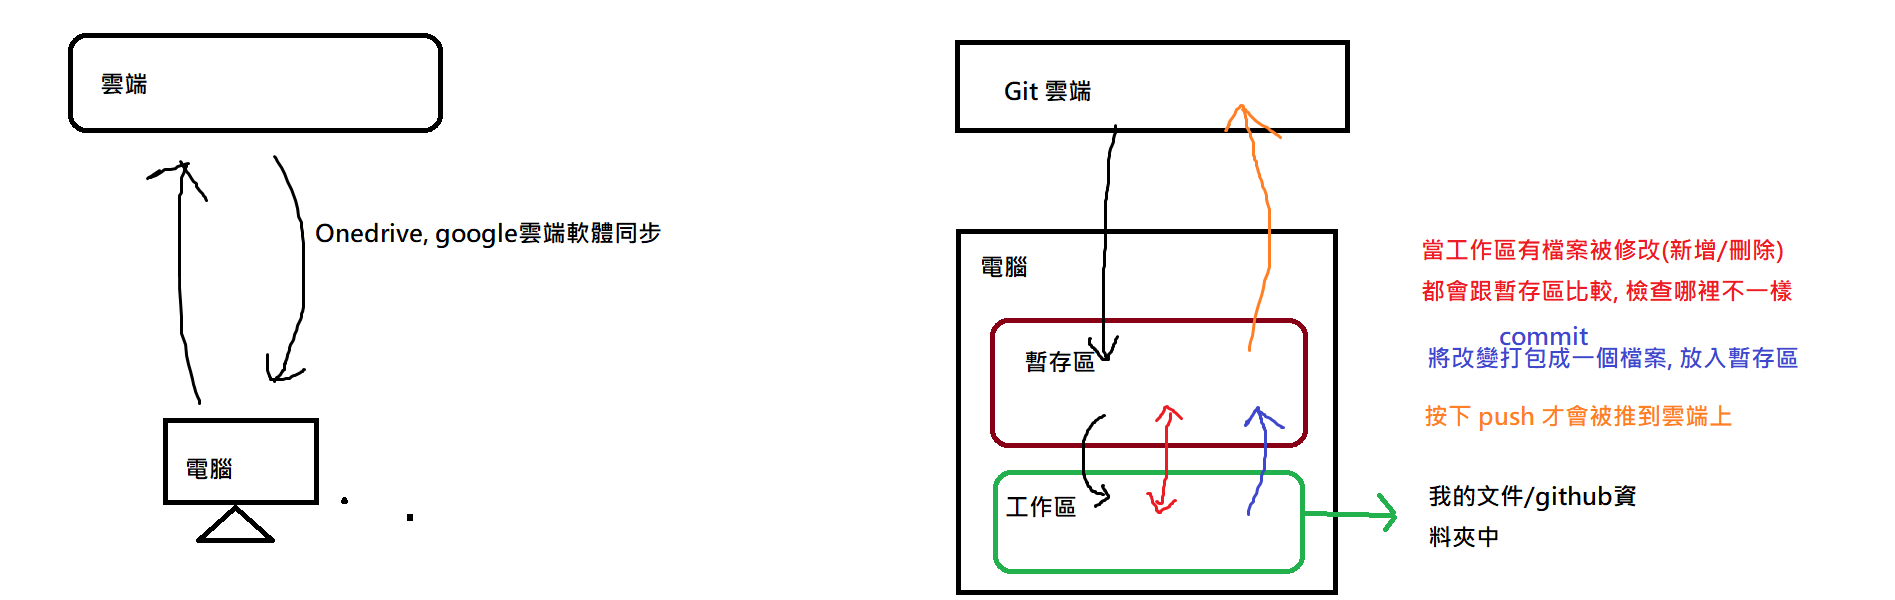 雲端
Onedrive, google雲端軟體同步
電腦
Git 雲端
電腦
暫存區
工作區
當工作區有檔案被修改(新增/刪除)
都會跟暫存區比較, 檢查哪裡不一樣
commit
將改變打包成一個檔案, 放入暫存區
按下 push 才會被推到雲端上
我的文件/github資
料夾中